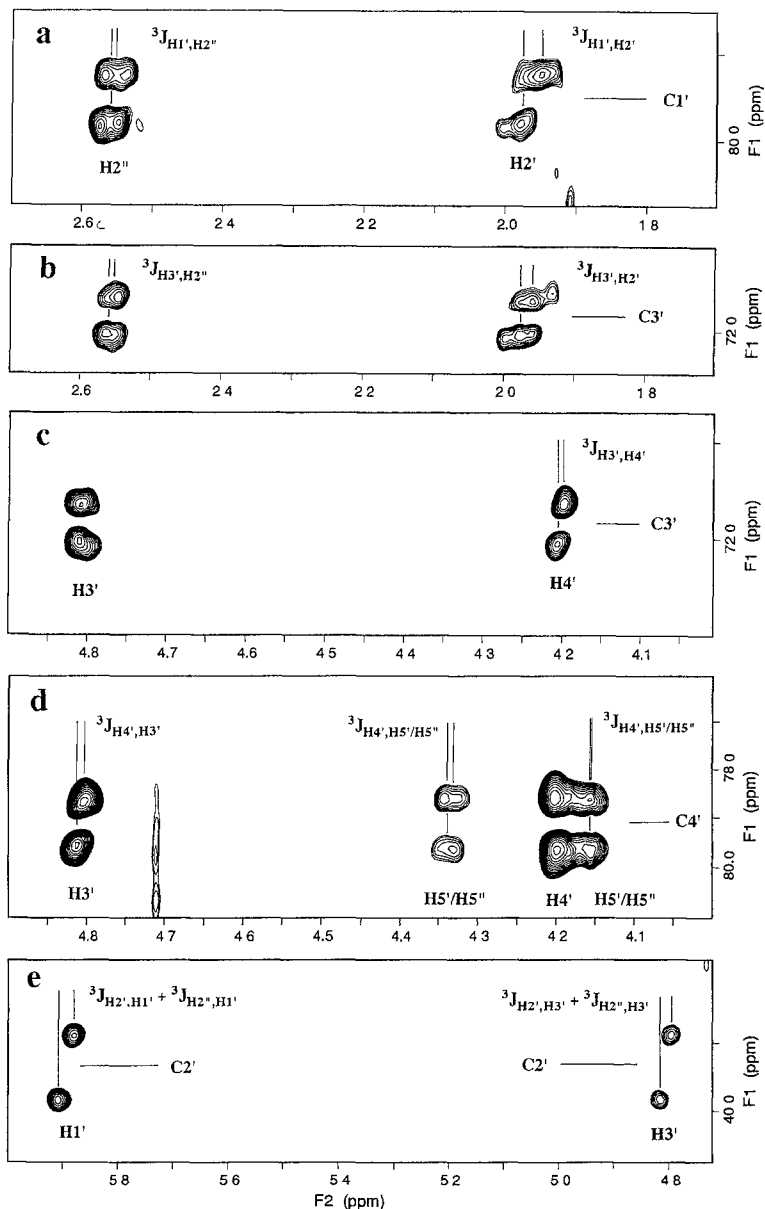 a
³J_H1',H2"
³J_H1',H2'
C1'
H2"
H2'
80 0
F1 (ppm)
2.6 2 4 2 2 2.0 1 8
b
³J_H3',H2"
³J_H3',H2'
C3'
72.0
F1 (ppm)
2.6 2 4 2 2 2 0 1 8
c
³J_H3',H4'
C3'
H3'
H4'
72.0
F1 (ppm)
4.8 4.7 4 6 4 5 4 4 4 3 4 2 4.1
d
³J_H4',H3'
³J_H4',H5'/H5"
³J_H4',H5'/H5"
78.0
C4'
80.0
F1 (ppm)
H3'
H5'/H5"
H4' H5'/H5"
4.8 4 7 4 6 4.5 4 4 4.3 4 2 4.1
e
³J_H2',H1' + ³J_H2",H1'
³J_H2',H3' + ³J_H2",H3'
C2'
C2'
H1'
H3'
40.0
F1 (ppm)
5 8 5 6 5 4 5 2 5 0 4 8
F2 (ppm)